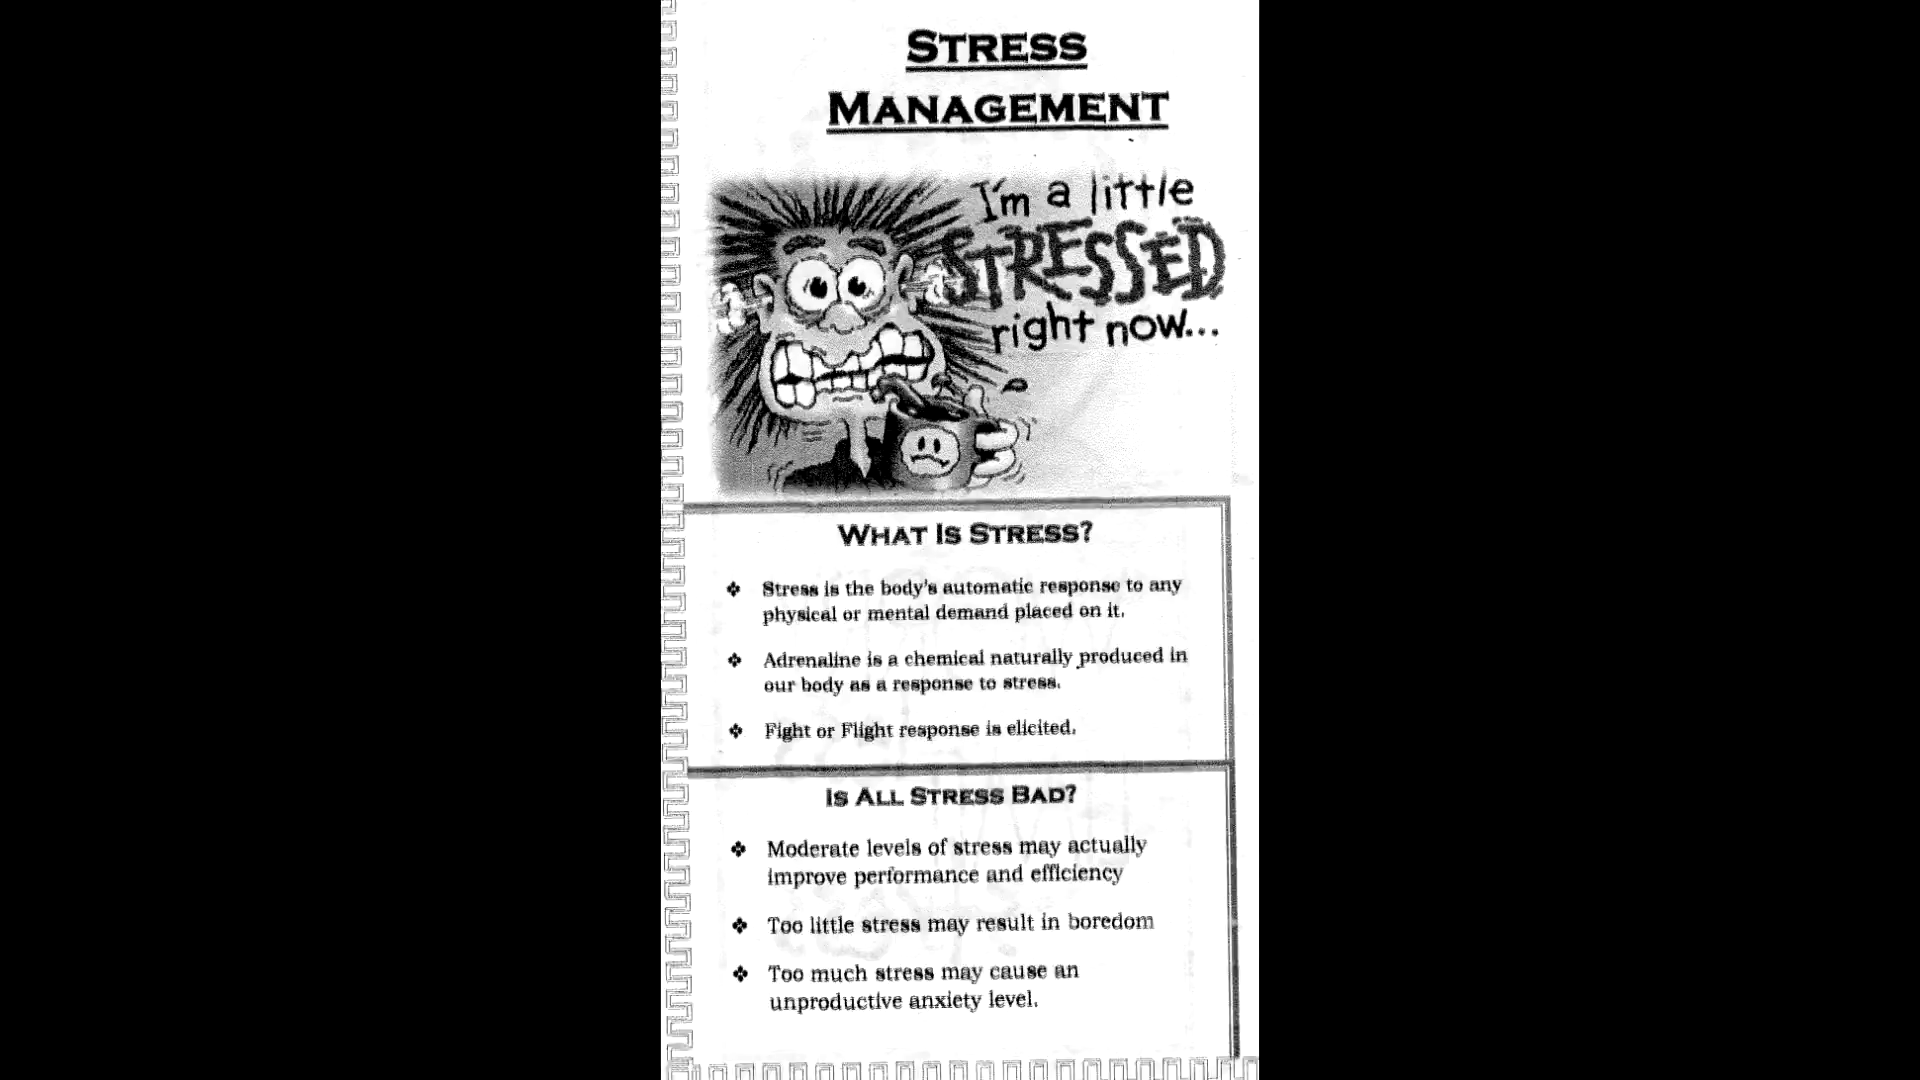 STRESS
MANAGEMENT
I'm a little
STRESSED
right now...
WHAT IS STRESS?
❖ Stress is the body's automatic response to any
physical or mental demand placed on it.
❖ Adrenaline is a chemical naturally produced in
our body as a response to stress.
❖ Fight or Flight response is elicited.
IS ALL STRESS BAD?
❖ Moderate levels of stress may actually
improve performance and efficiency
❖ Too little stress may result in boredom
❖ Too much stress may cause an
unproductive anxiety level.